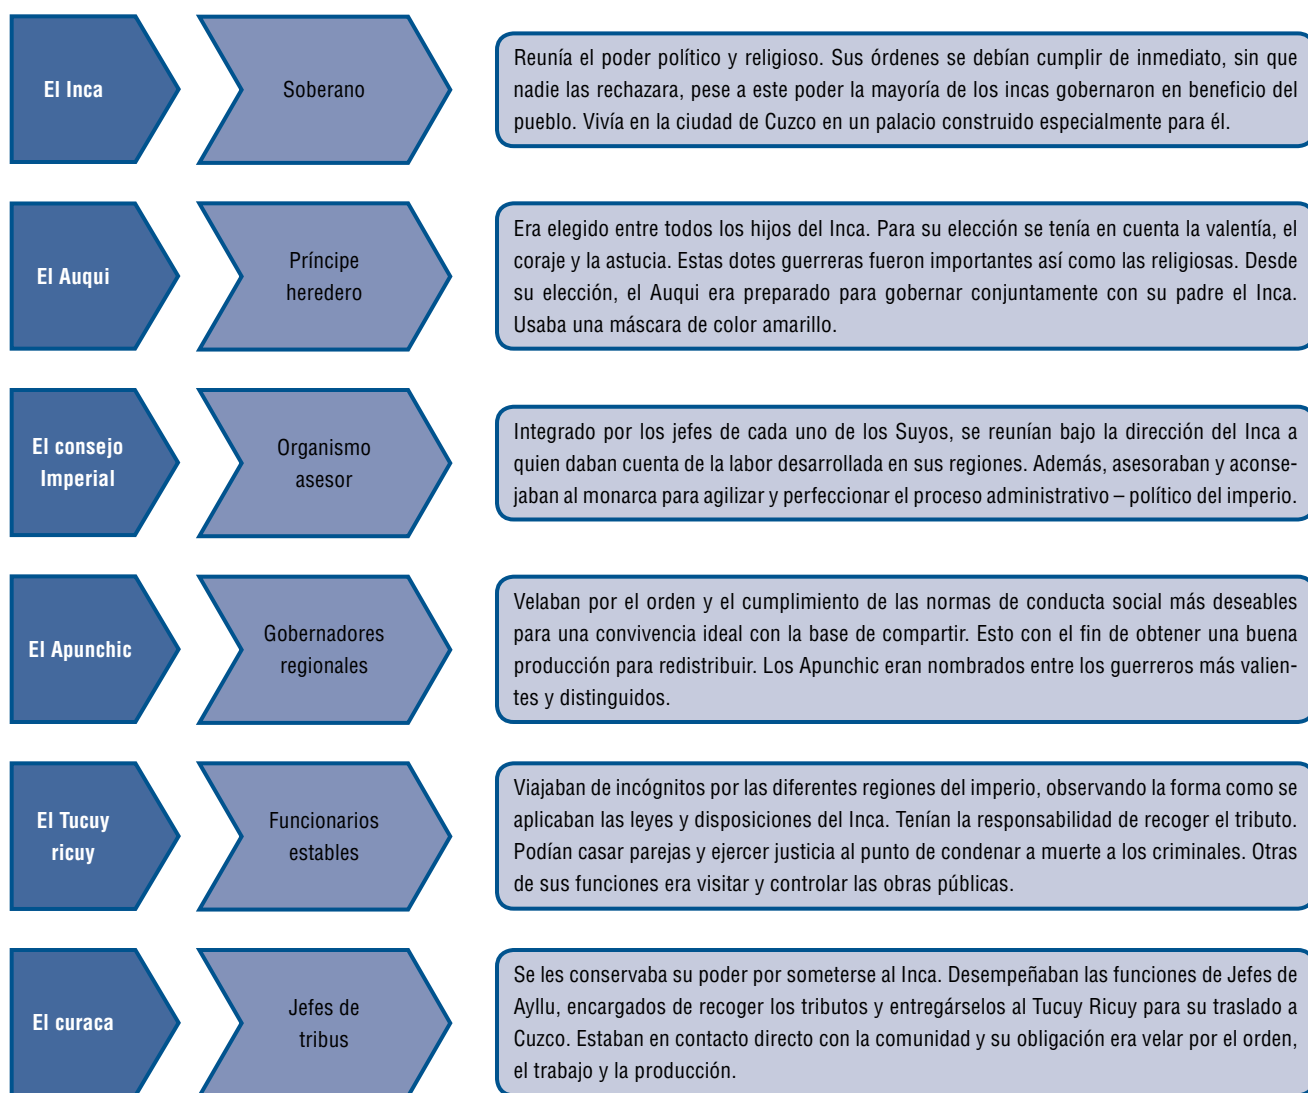 El Inca
Soberano
Reunía el poder político y religioso. Sus órdenes se debían cumplir de inmediato, sin que
nadie las rechazara, pese a este poder la mayoría de los incas gobernaron en beneficio del
pueblo. Vivía en la ciudad de Cuzco en un palacio construido especialmente para él.
El Auqui
Príncipe
heredero
Era elegido entre todos los hijos del Inca. Para su elección se tenía en cuenta la valentía, el
coraje y la astucia. Estas dotes guerreras fueron importantes así como las religiosas. Desde
su elección, el Auqui era preparado para gobernar conjuntamente con su padre el Inca.
Usaba una máscara de color amarillo.
El consejo
Imperial
Organismo
asesor
Integrado por los jefes de cada uno de los Suyos, se reunían bajo la dirección del Inca a
quien daban cuenta de la labor desarrollada en sus regiones. Además, asesoraban y aconse-
jaban al monarca para agilizar y perfeccionar el proceso administrativo – político del imperio.
El Apunchic
Gobernadores
regionales
Velaban por el orden y el cumplimiento de las normas de conducta social más deseables
para una convivencia ideal con la base de compartir. Esto con el fin de obtener una buena
producción para redistribuir. Los Apunchic eran nombrados entre los guerreros más valien-
tes y distinguidos.
El Tucuy
ricuy
Funcionarios
estables
Viajaban de incógnitos por las diferentes regiones del imperio, observando la forma como se
aplicaban las leyes y disposiciones del Inca. Tenían la responsabilidad de recoger el tributo.
Podían casar parejas y ejercer justicia al punto de condenar a muerte a los criminales. Otras
de sus funciones era visitar y controlar las obras públicas.
El curaca
Jefes de
tribus
Se les conservaba su poder por someterse al Inca. Desempeñaban las funciones de Jefes de
Ayllu, encargados de recoger los tributos y entregárselos al Tucuy Ricuy para su traslado a
Cuzco. Estaban en contacto directo con la comunidad y su obligación era velar por el orden,
el trabajo y la producción.